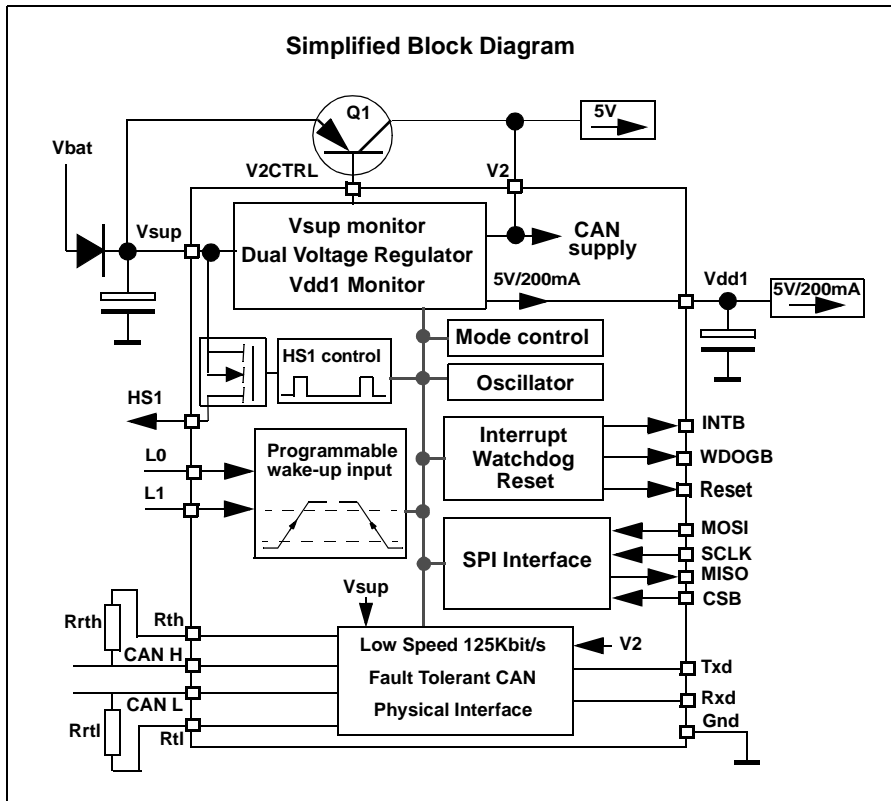 Simplified Block Diagram
Q1
5V
Vbat
V2CTRL
V2
Vsup
Vsup monitor
Dual Voltage Regulator
Vdd1 Monitor
CAN
supply
5V/200mA
Vdd1
5V/200mA
Mode control
HS1 control
Oscillator
HS1
Interrupt
Watchdog
Reset
INTB
WDOGB
Reset
Programmable
wake-up input
L0
L1
SPI Interface
MOSI
SCLK
MISO
CSB
Vsup
Rrth
Rth
CAN H
CAN L
Rrtl
Rtl
Low Speed 125Kbit/s
Fault Tolerant CAN
Physical Interface
V2
Txd
Rxd
Gnd